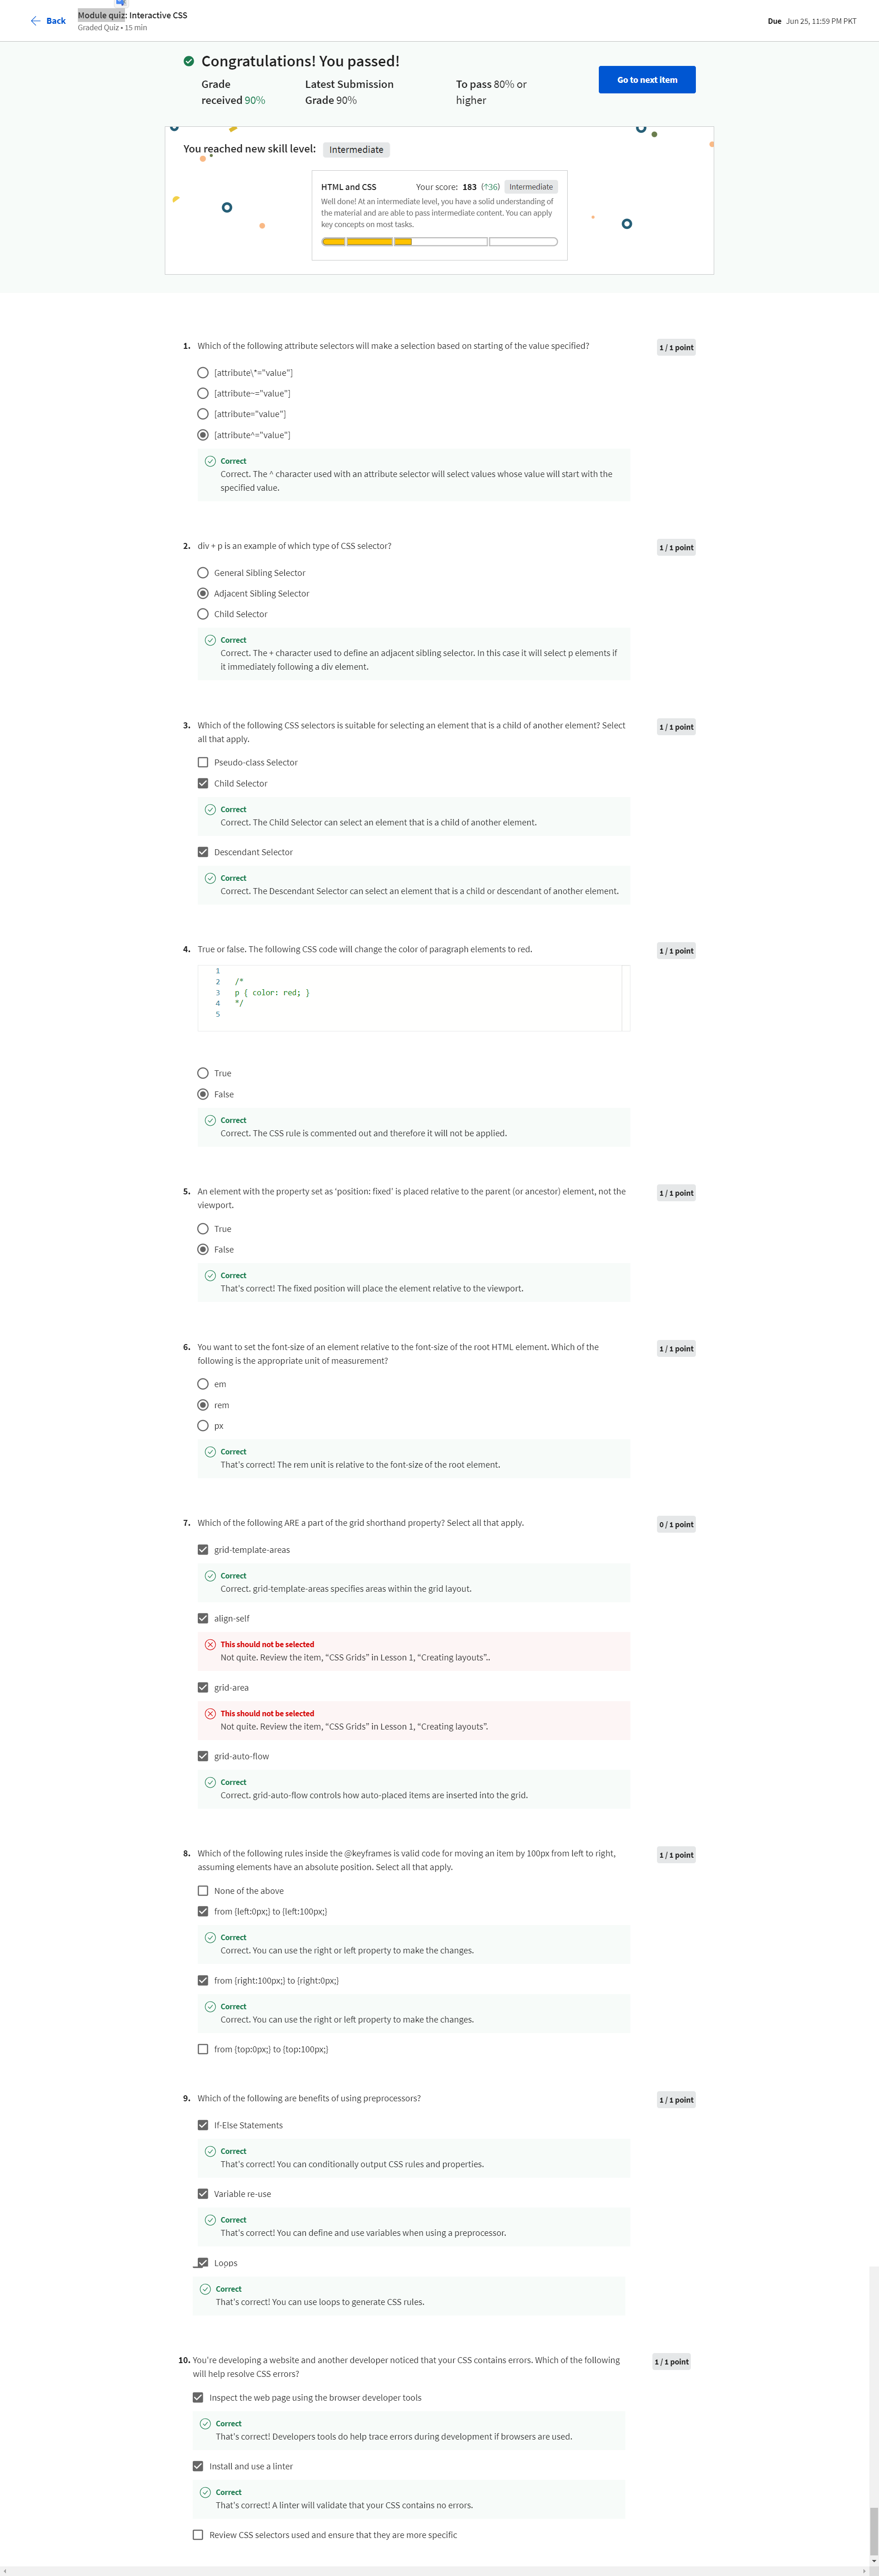 Back
Module quiz: Interactive CSS
Graded Quiz • 15 min
Due Jun 25, 11:59 PM PKT
Congratulations! You passed!
Grade
received 90%
Latest Submission
Grade 90%
To pass 80% or
higher
Go to next item
You reached new skill level: Intermediate
HTML and CSS Your score: 183 (↑36) Intermediate
Well done! At an intermediate level, you have a solid understanding of
the material and are able to pass intermediate content. You can apply
key concepts on most tasks.
1. Which of the following attribute selectors will make a selection based on starting of the value specified? 1 / 1 point
[attribute\*="value"]
[attribute~="value"]
[attribute="value"]
[attribute^="value"]
Correct
Correct. The ^ character used with an attribute selector will select values whose value will start with the
specified value.
2. div + p is an example of which type of CSS selector? 1 / 1 point
General Sibling Selector
Adjacent Sibling Selector
Child Selector
Correct
Correct. The + character used to define an adjacent sibling selector. In this case it will select p elements if
it immediately following a div element.
3. Which of the following CSS selectors is suitable for selecting an element that is a child of another element? Select 1 / 1 point
all that apply.
Pseudo-class Selector
Child Selector
Correct
Correct. The Child Selector can select an element that is a child of another element.
Descendant Selector
Correct
Correct. The Descendant Selector can select an element that is a child or descendant of another element.
4. True or false. The following CSS code will change the color of paragraph elements to red. 1 / 1 point
1
2 /*
3 p { color: red; }
4 */
5
True
False
Correct
Correct. The CSS rule is commented out and therefore it will not be applied.
5. An element with the property set as ‘position: fixed’ is placed relative to the parent (or ancestor) element, not the 1 / 1 point
viewport.
True
False
Correct
That's correct! The fixed position will place the element relative to the viewport.
6. You want to set the font-size of an element relative to the font-size of the root HTML element. Which of the 1 / 1 point
following is the appropriate unit of measurement?
em
rem
px
Correct
That's correct! The rem unit is relative to the font-size of the root element.
7. Which of the following ARE a part of the grid shorthand property? Select all that apply. 0 / 1 point
grid-template-areas
Correct
Correct. grid-template-areas specifies areas within the grid layout.
align-self
This should not be selected
Not quite. Review the item, “CSS Grids” in Lesson 1, “Creating layouts”..
grid-area
This should not be selected
Not quite. Review the item, “CSS Grids” in Lesson 1, “Creating layouts”.
grid-auto-flow
Correct
Correct. grid-auto-flow controls how auto-placed items are inserted into the grid.
8. Which of the following rules inside the @keyframes is valid code for moving an item by 100px from left to right, 1 / 1 point
assuming elements have an absolute position. Select all that apply.
None of the above
from {left:0px;} to {left:100px;}
Correct
Correct. You can use the right or left property to make the changes.
from {right:100px;} to {right:0px;}
Correct
Correct. You can use the right or left property to make the changes.
from {top:0px;} to {top:100px;}
9. Which of the following are benefits of using preprocessors? 1 / 1 point
If-Else Statements
Correct
That's correct! You can conditionally output CSS rules and properties.
Variable re-use
Correct
That's correct! You can define and use variables when using a preprocessor.
Loops
Correct
That's correct! You can use loops to generate CSS rules.
10. You're developing a website and another developer noticed that your CSS contains errors. Which of the following 1 / 1 point
will help resolve CSS errors?
Inspect the web page using the browser developer tools
Correct
That's correct! Developers tools do help trace errors during development if browsers are used.
Install and use a linter
Correct
That's correct! A linter will validate that your CSS contains no errors.
Review CSS selectors used and ensure that they are more specific